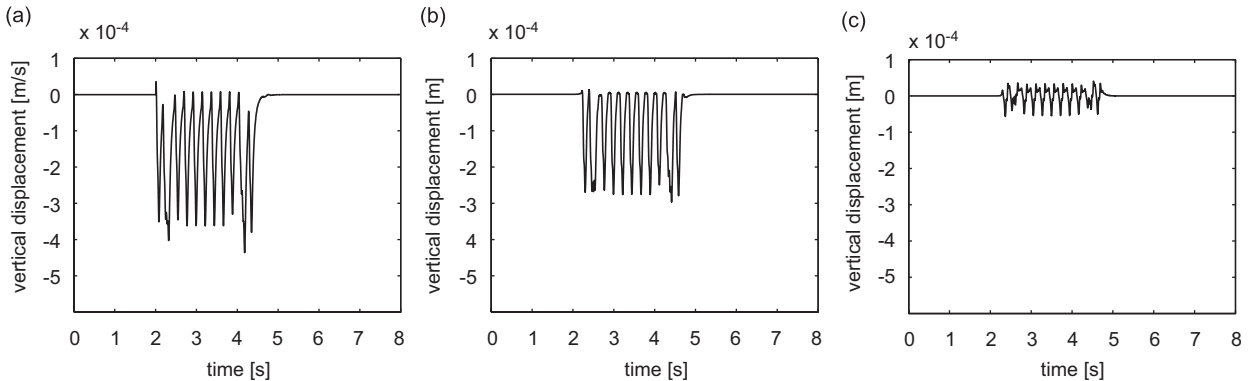 (a)
x 10-4
1
0
-1
-2
-3
-4
-5
vertical displacement [m/s]
0 1 2 3 4 5 6 7 8
time [s]
(b)
x 10-4
1
0
-1
-2
-3
-4
-5
vertical displacement [m]
0 1 2 3 4 5 6 7 8
time [s]
(c)
x 10-4
1
0
-1
-2
-3
-4
-5
vertical displacement [m]
0 1 2 3 4 5 6 7 8
time [s]